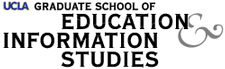 UCLA GRADUATE SCHOOL OF
EDUCATION &
INFORMATION
STUDIES